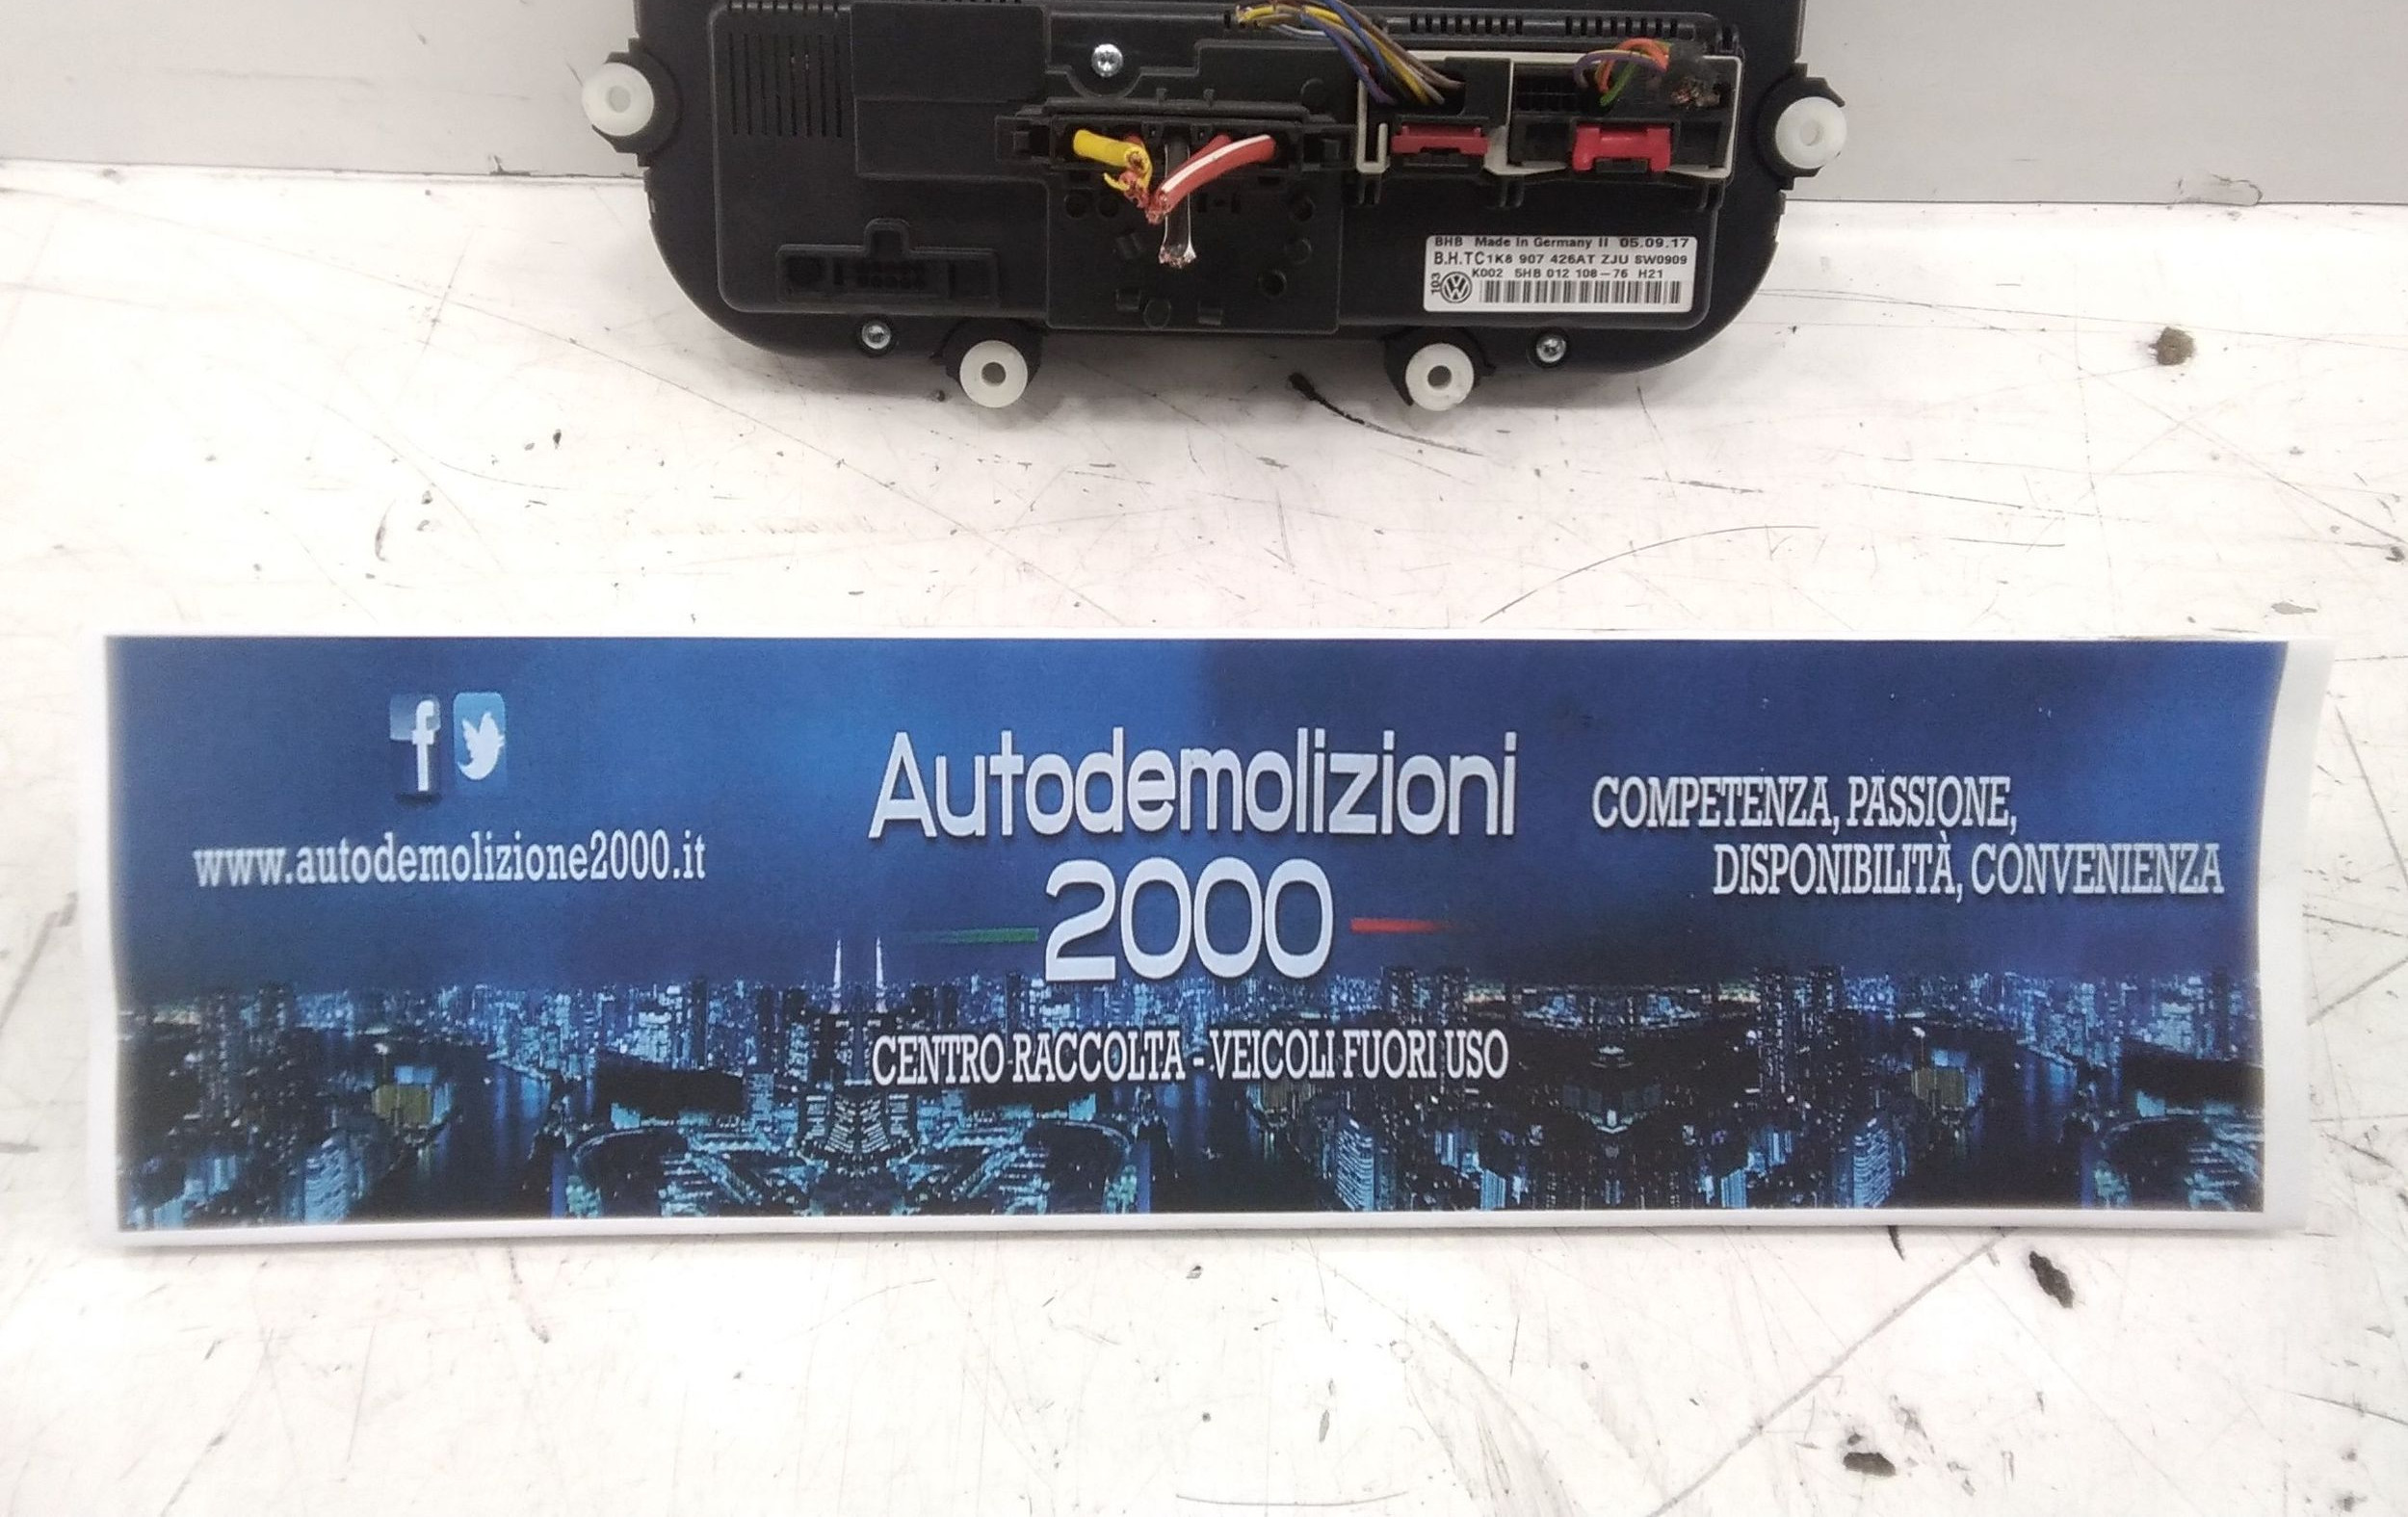 BHB Made In Germany II 05.09.17
B.H.TC 1K8 907 426AT ZJU SW0909
K002 5HB 012 108-76 H21
103
www.autodemolizione2000.it
Autodemolizioni
2000
CENTRO RACCOLTA - VEICOLI FUORI USO
COMPETENZA, PASSIONE,
DISPONIBILITÀ, CONVENIENZA